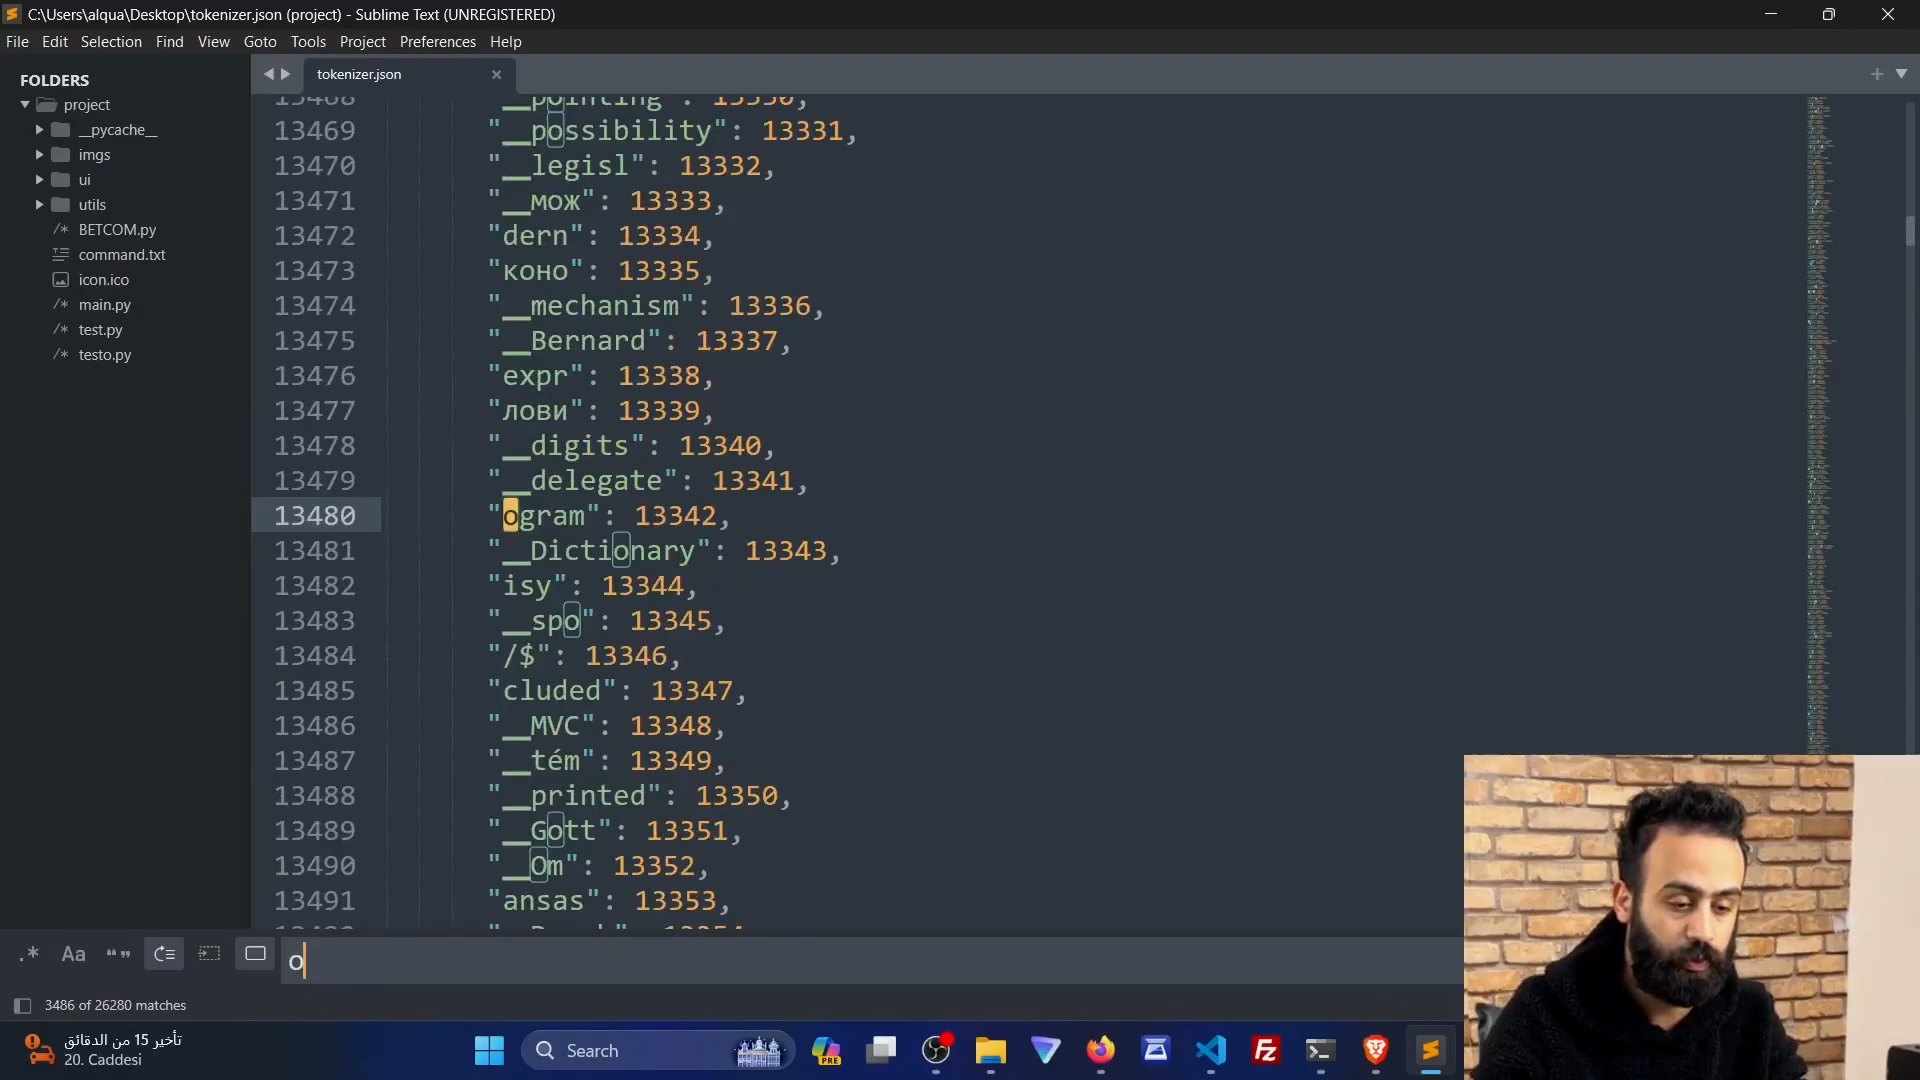 C:\Users\alqua\Desktop\tokenizer.json (project) - Sublime Text (UNREGISTERED)
File Edit Selection Find View Goto Tools Project Preferences Help
FOLDERS
project
__pycache__
imgs
ui
utils
BETCOM.py
command.txt
icon.ico
main.py
test.py
testo.py
tokenizer.json
13468 "__pointing": 13330,
13469 "__possibility": 13331,
13470 "__legisl": 13332,
13471 "__мож": 13333,
13472 "dern": 13334,
13473 "коно": 13335,
13474 "__mechanism": 13336,
13475 "__Bernard": 13337,
13476 "expr": 13338,
13477 "лови": 13339,
13478 "__digits": 13340,
13479 "__delegate": 13341,
13480 "ogram": 13342,
13481 "__Dictionary": 13343,
13482 "isy": 13344,
13483 "__spo": 13345,
13484 "/$": 13346,
13485 "cluded": 13347,
13486 "__MVC": 13348,
13487 "__tém": 13349,
13488 "__printed": 13350,
13489 "__Gott": 13351,
13490 "__Om": 13352,
13491 "ansas": 13353,
.* Aa
o
3486 of 26280 matches
تأخير 15 من الدقائق
20. Caddesi
Search
PRE